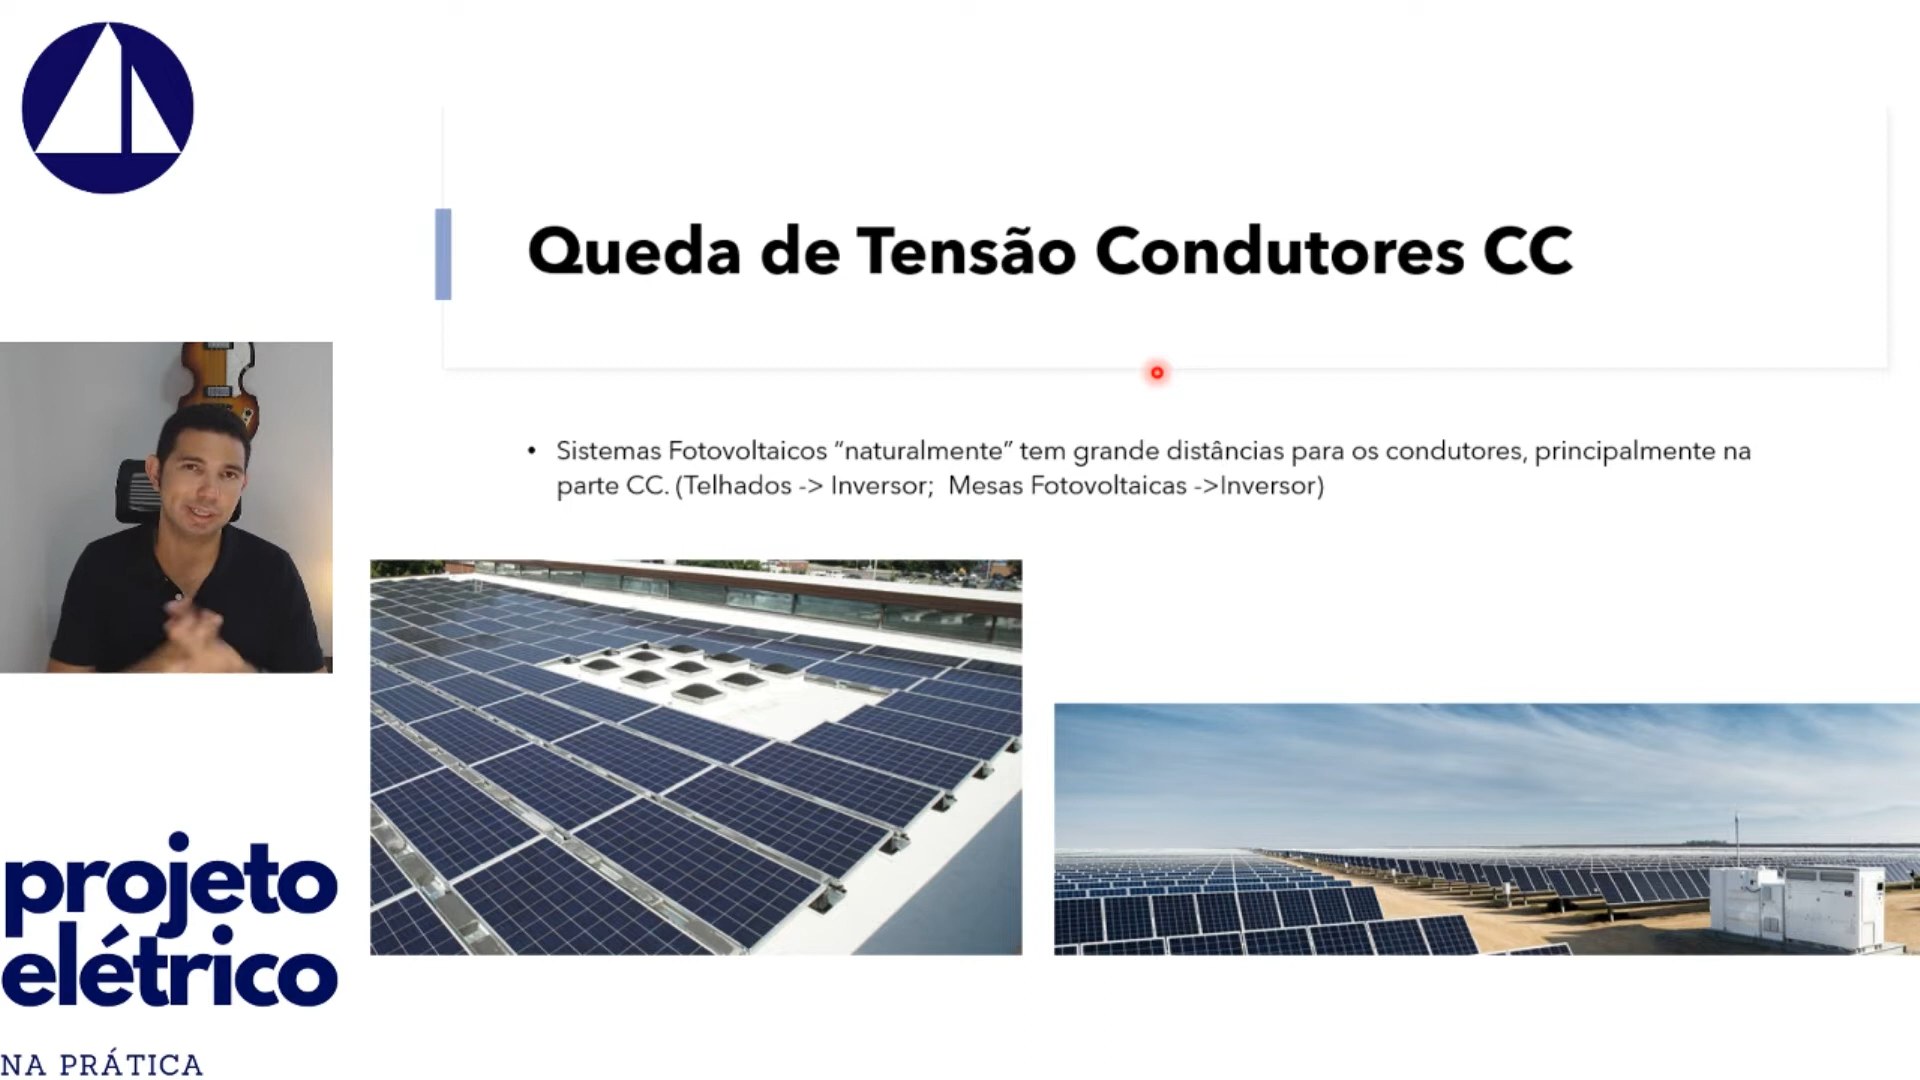 Queda de Tensão Condutores CC
• Sistemas Fotovoltaicos “naturalmente” tem grande distâncias para os condutores, principalmente na
parte CC. (Telhados -> Inversor;  Mesas Fotovoltaicas ->Inversor)
projeto
elétrico
NA PRÁTICA